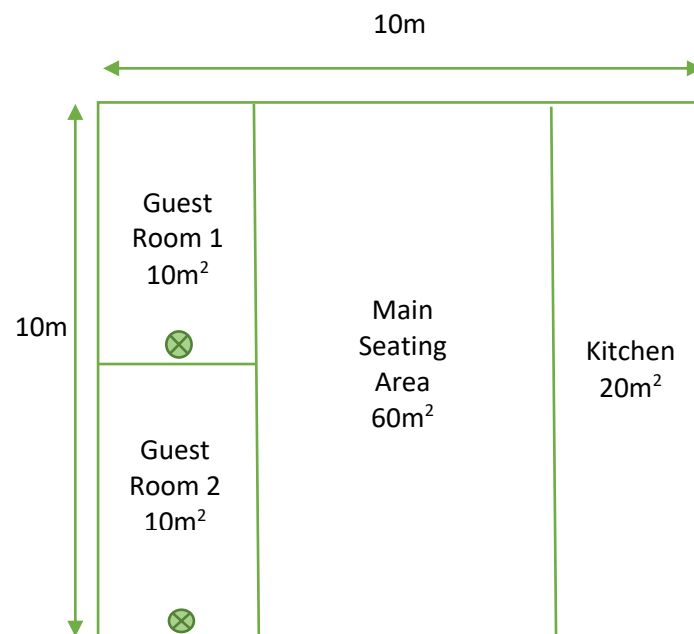 10m
Guest
Room 1
10m²
10m
Main
Seating
Area
60m²
Kitchen
20m²
Guest
Room 2
10m²